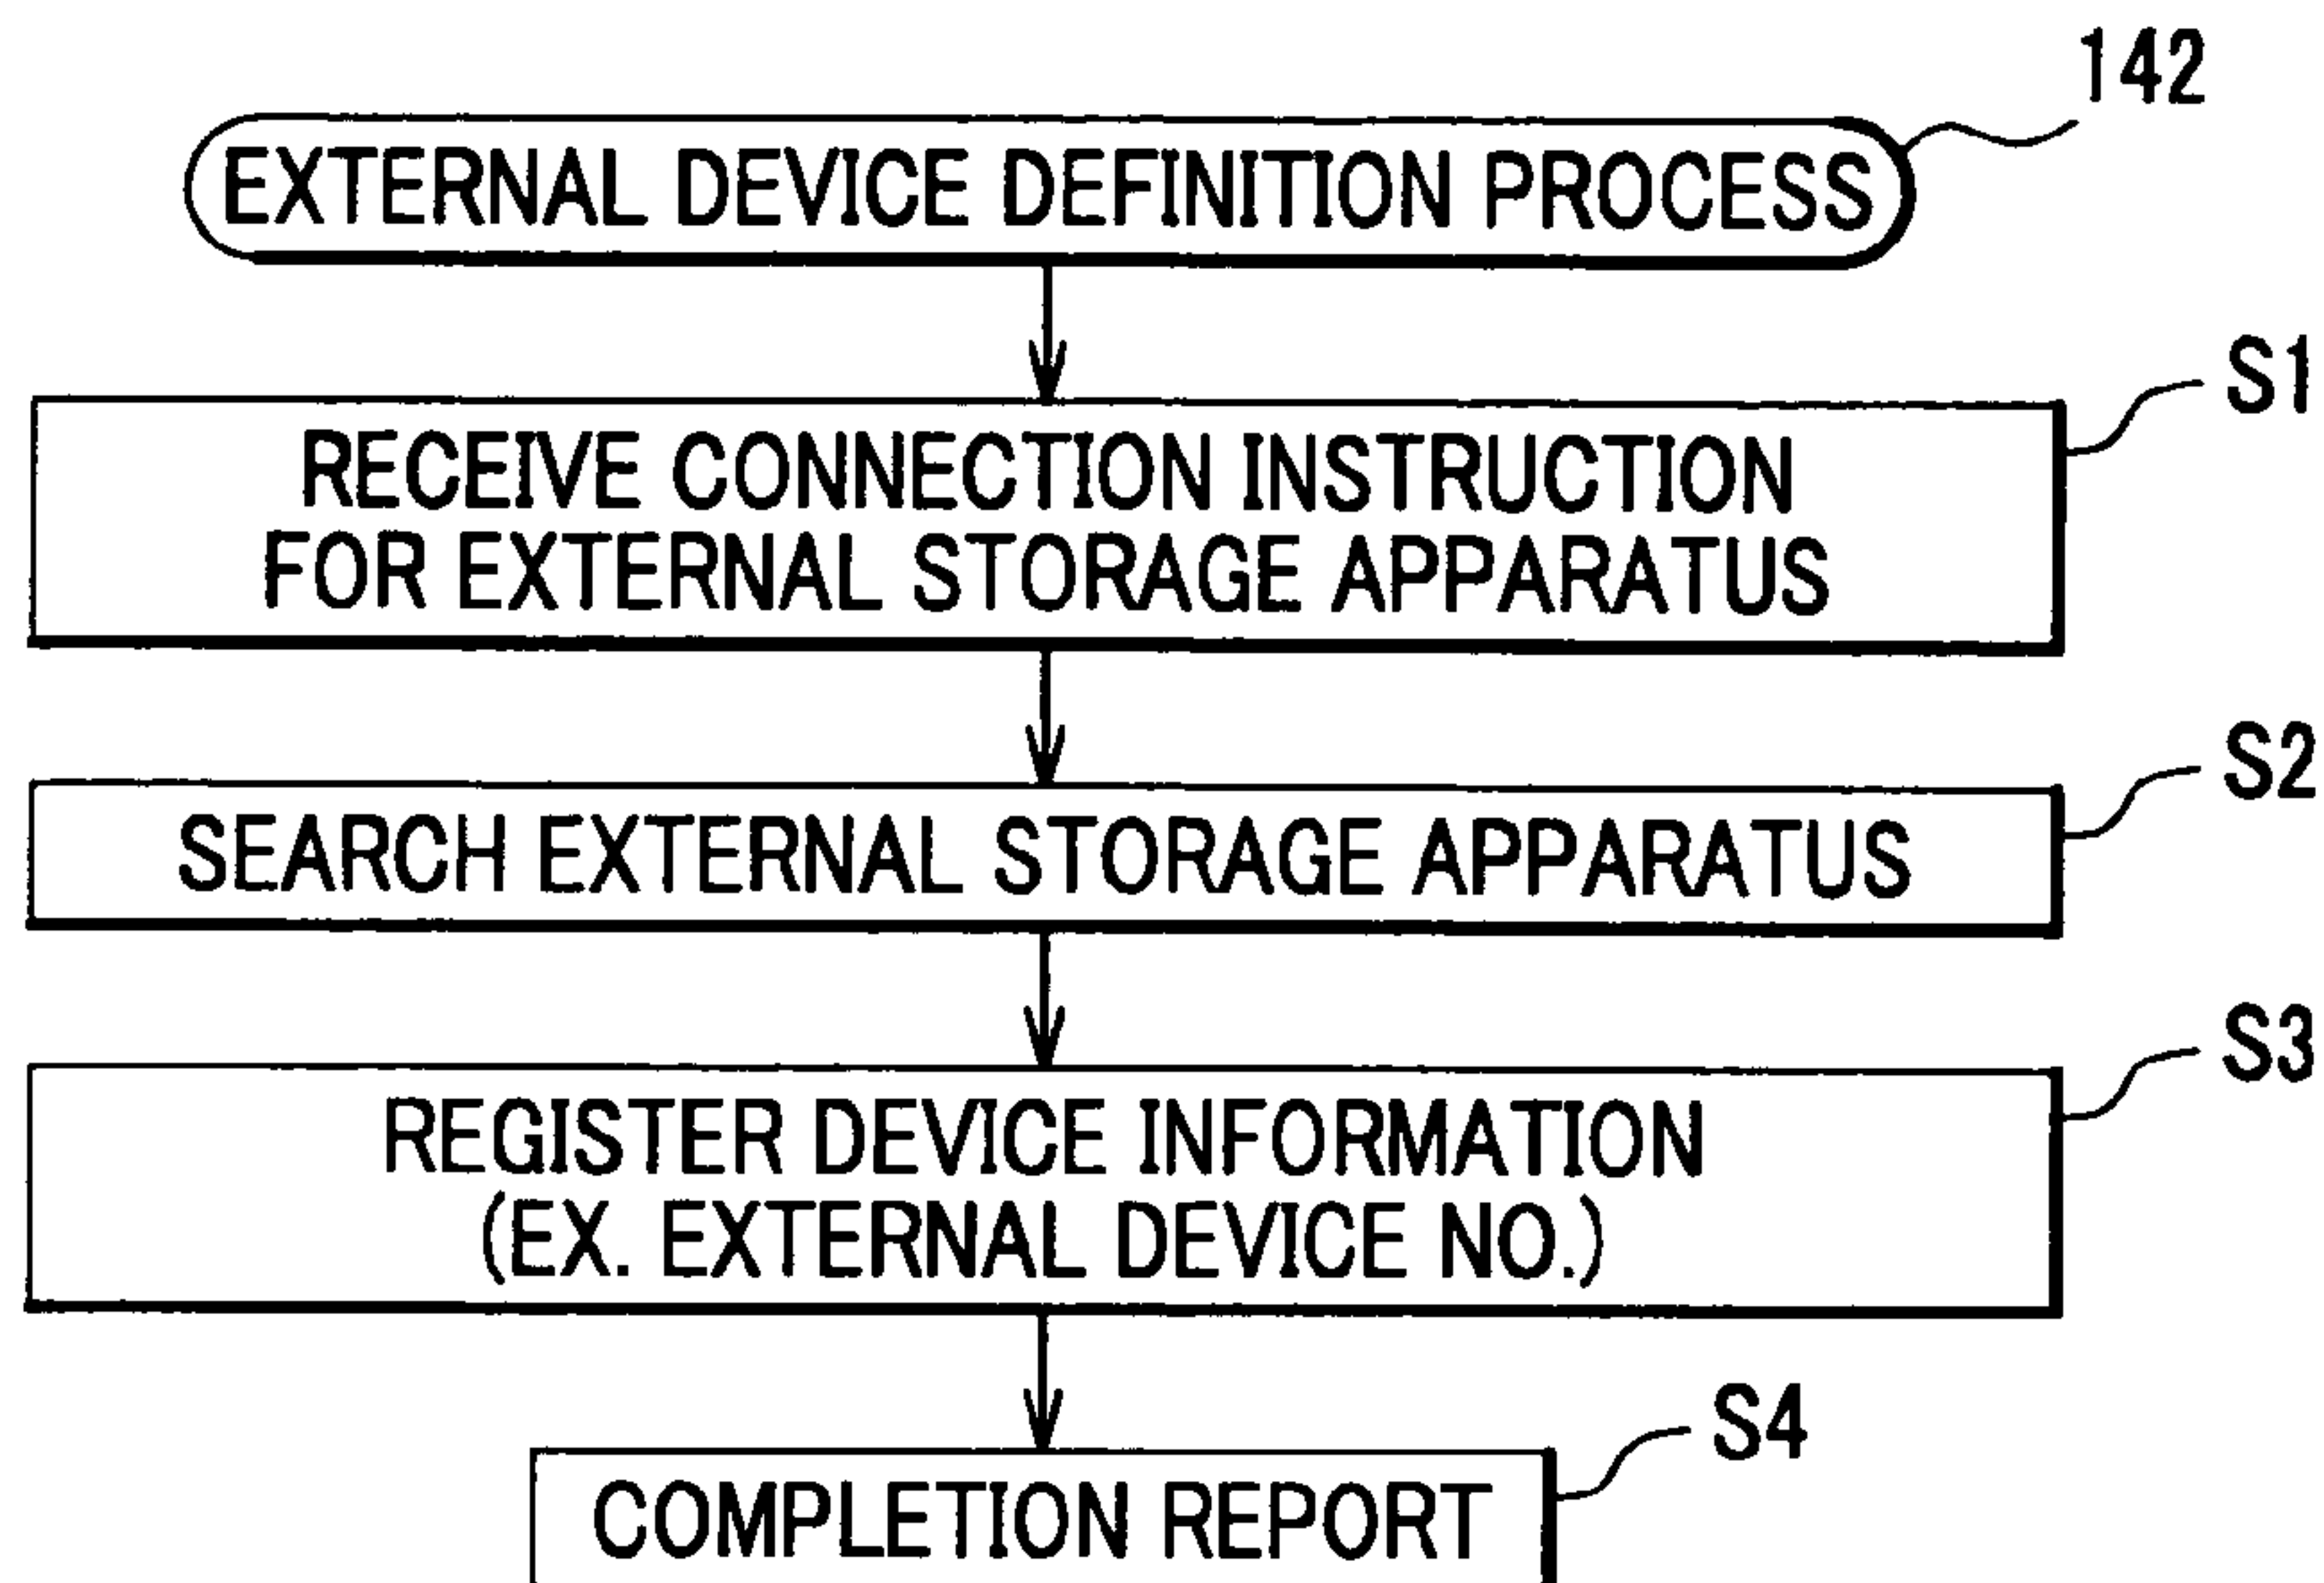 142
EXTERNAL DEVICE DEFINITION PROCESS
S1
RECEIVE CONNECTION INSTRUCTION
FOR EXTERNAL STORAGE APPARATUS
S2
SEARCH EXTERNAL STORAGE APPARATUS
S3
REGISTER DEVICE INFORMATION
(EX. EXTERNAL DEVICE NO.)
S4
COMPLETION REPORT